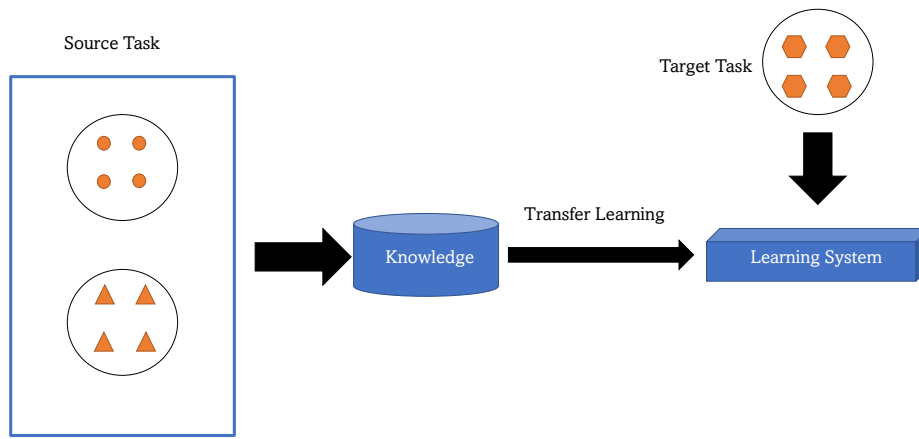 Source Task
Target Task
Transfer Learning
Knowledge
Learning System